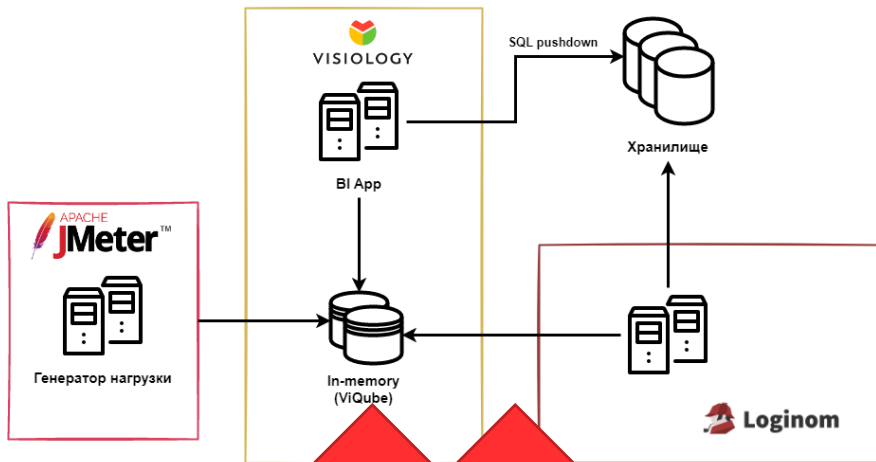 VISIOLOGY
SQL pushdown
Хранилище
BI App
APACHE
JMeter™
Генератор нагрузки
In-memory
(ViQube)
Loginom